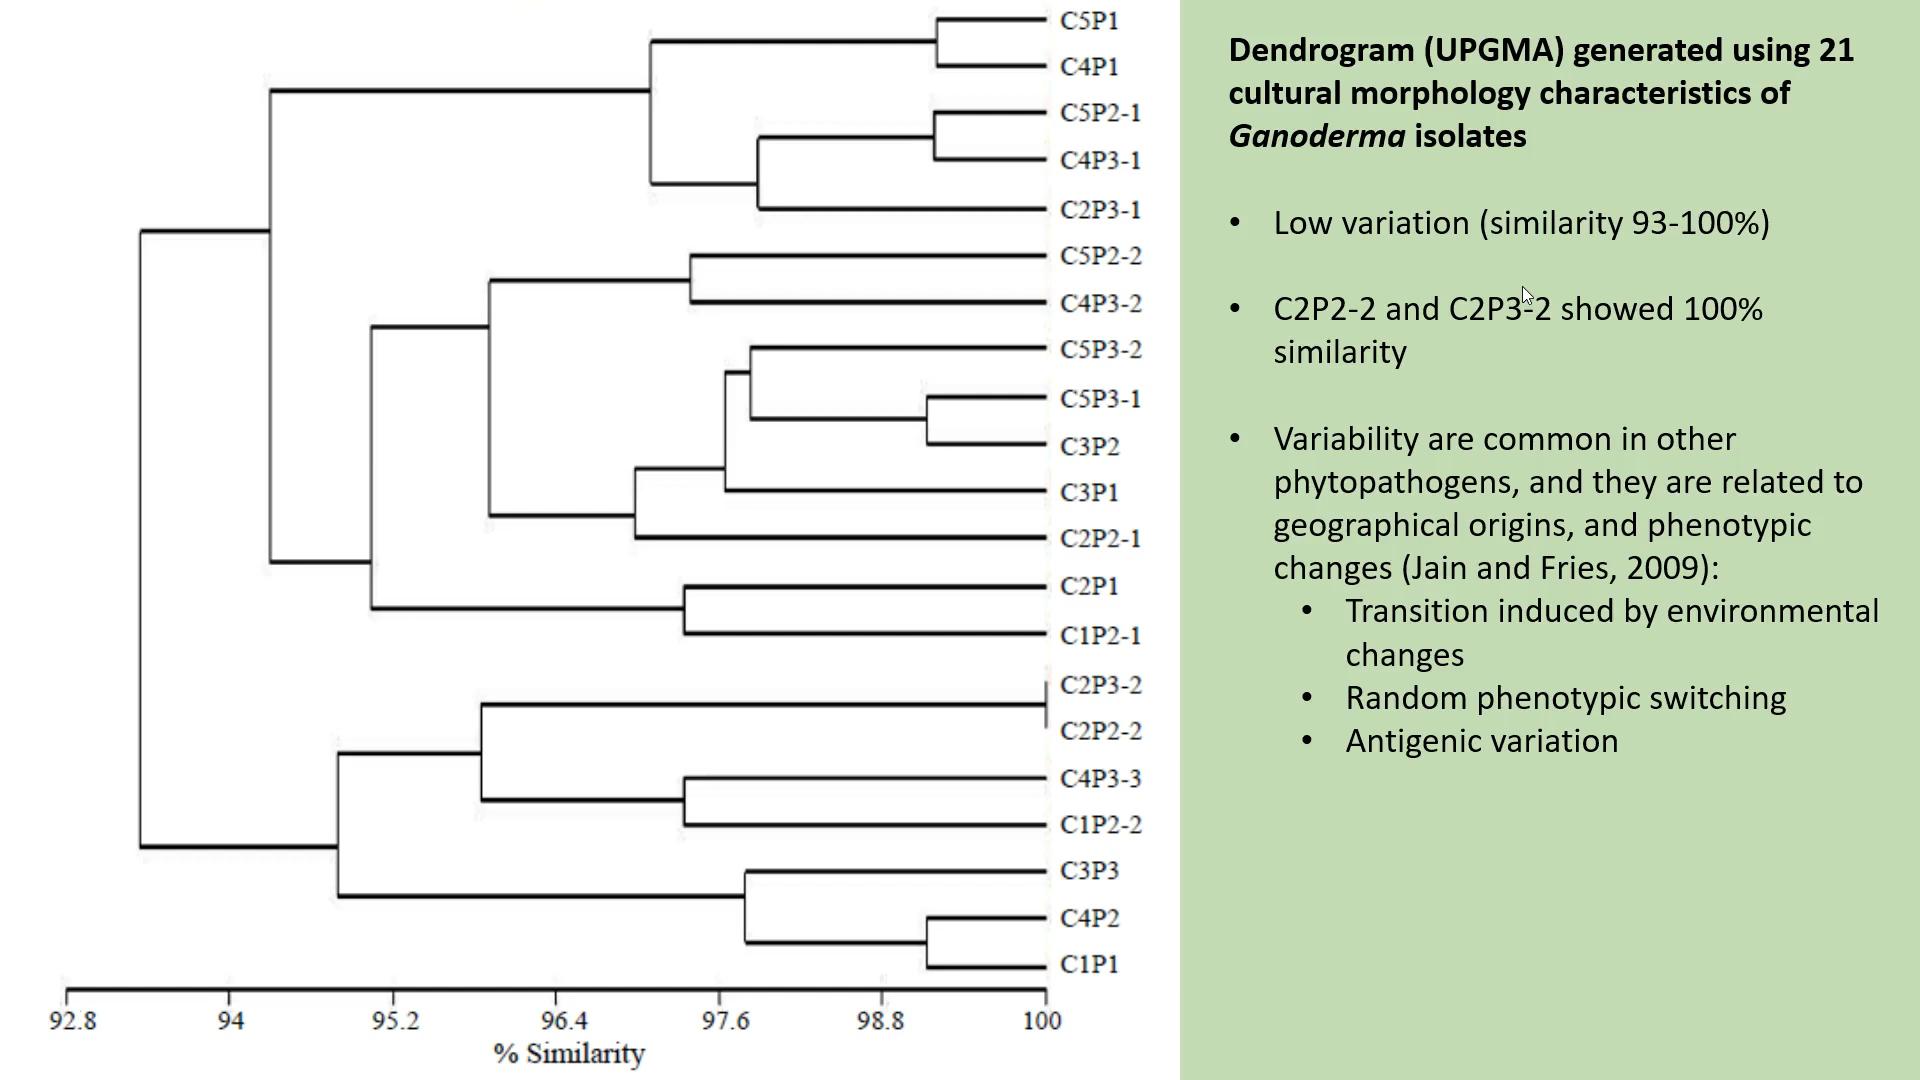 C5P1
C4P1
C5P2-1
C4P3-1
C2P3-1
C5P2-2
C4P3-2
C5P3-2
C5P3-1
C3P2
C3P1
C2P2-1
C2P1
C1P2-1
C2P3-2
C2P2-2
C4P3-3
C1P2-2
C3P3
C4P2
C1P1
92.8 94 95.2 96.4 97.6 98.8 100
% Similarity
Dendrogram (UPGMA) generated using 21
cultural morphology characteristics of
Ganoderma isolates
• Low variation (similarity 93-100%)
• C2P2-2 and C2P3-2 showed 100%
similarity
• Variability are common in other
phytopathogens, and they are related to
geographical origins, and phenotypic
changes (Jain and Fries, 2009):
• Transition induced by environmental
changes
• Random phenotypic switching
• Antigenic variation